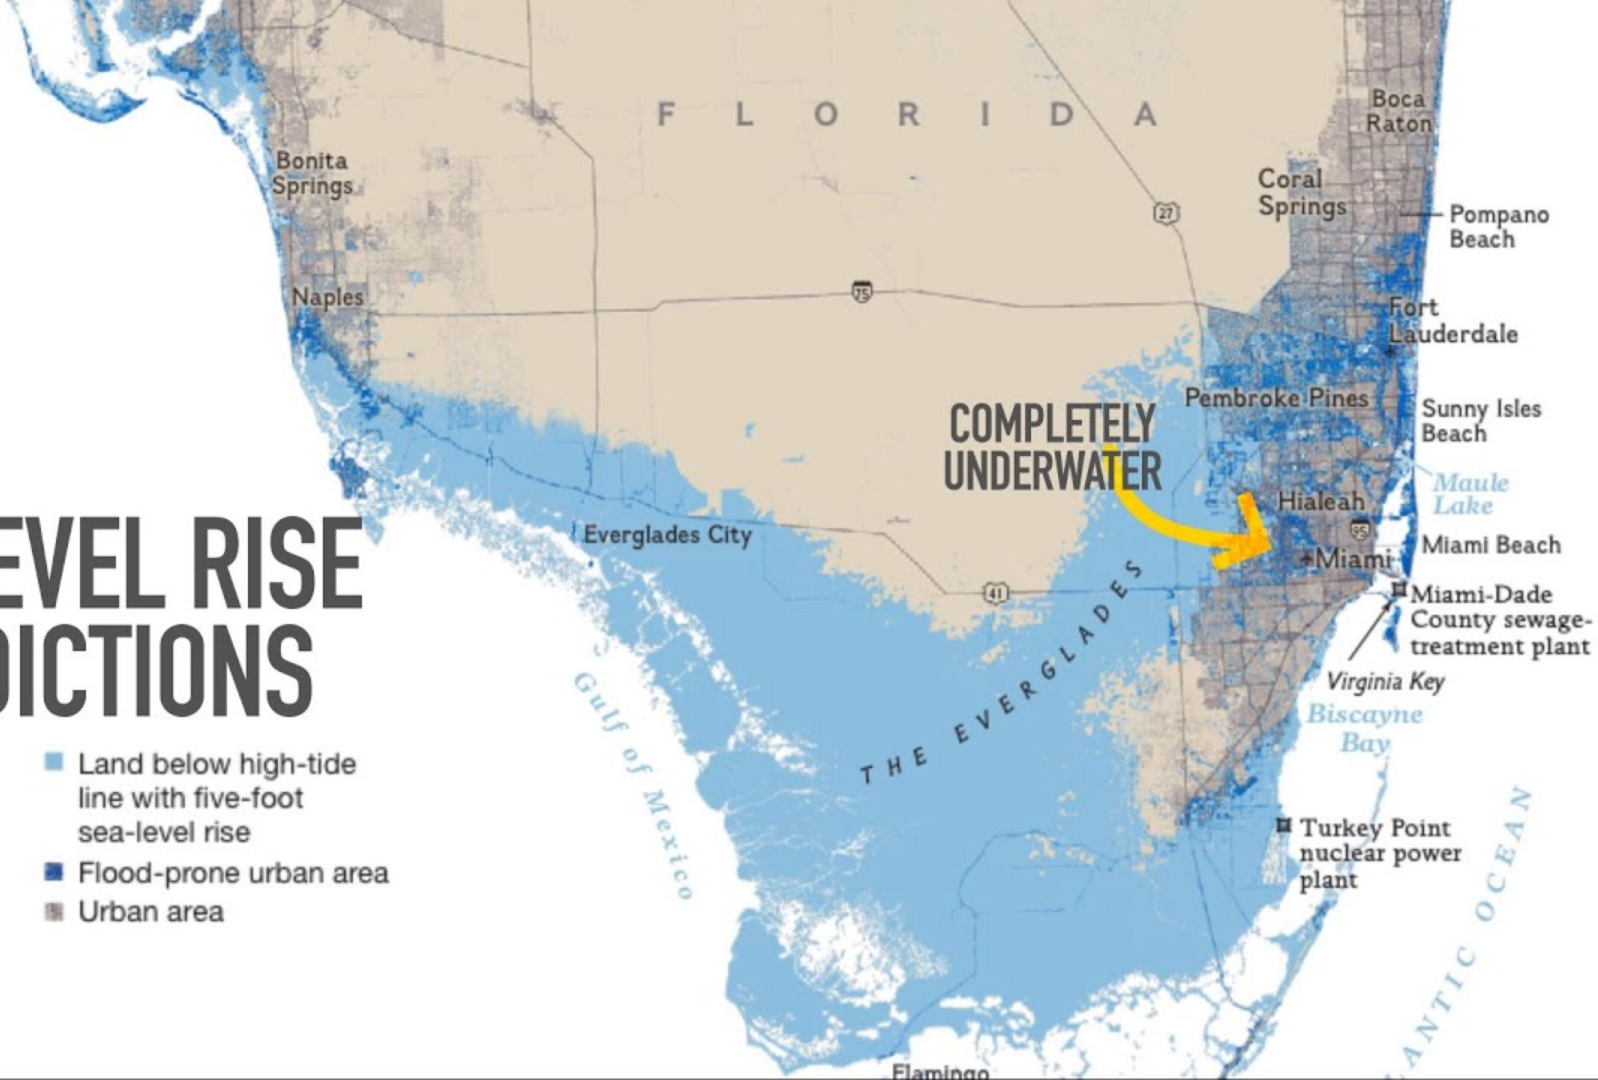 FLORIDA
Boca
Raton
Bonita
Springs
Coral
Springs
27
Pompano
Beach
75
Naples
Fort
Lauderdale
Pembroke Pines
COMPLETELY
UNDERWATER
Sunny Isles
Beach
Maule
Lake
Hialeah
95
Miami Beach
Miami
EVEL RISE
DICTIONS
Everglades City
41
THE EVERGLADES
Miami-Dade
County sewage-
treatment plant
Virginia Key
Biscayne
Bay
Gulf of Mexico
Land below high-tide
line with five-foot
sea-level rise
Flood-prone urban area
Urban area
Turkey Point
nuclear power
plant
ANTIC OCEAN
Flamingo